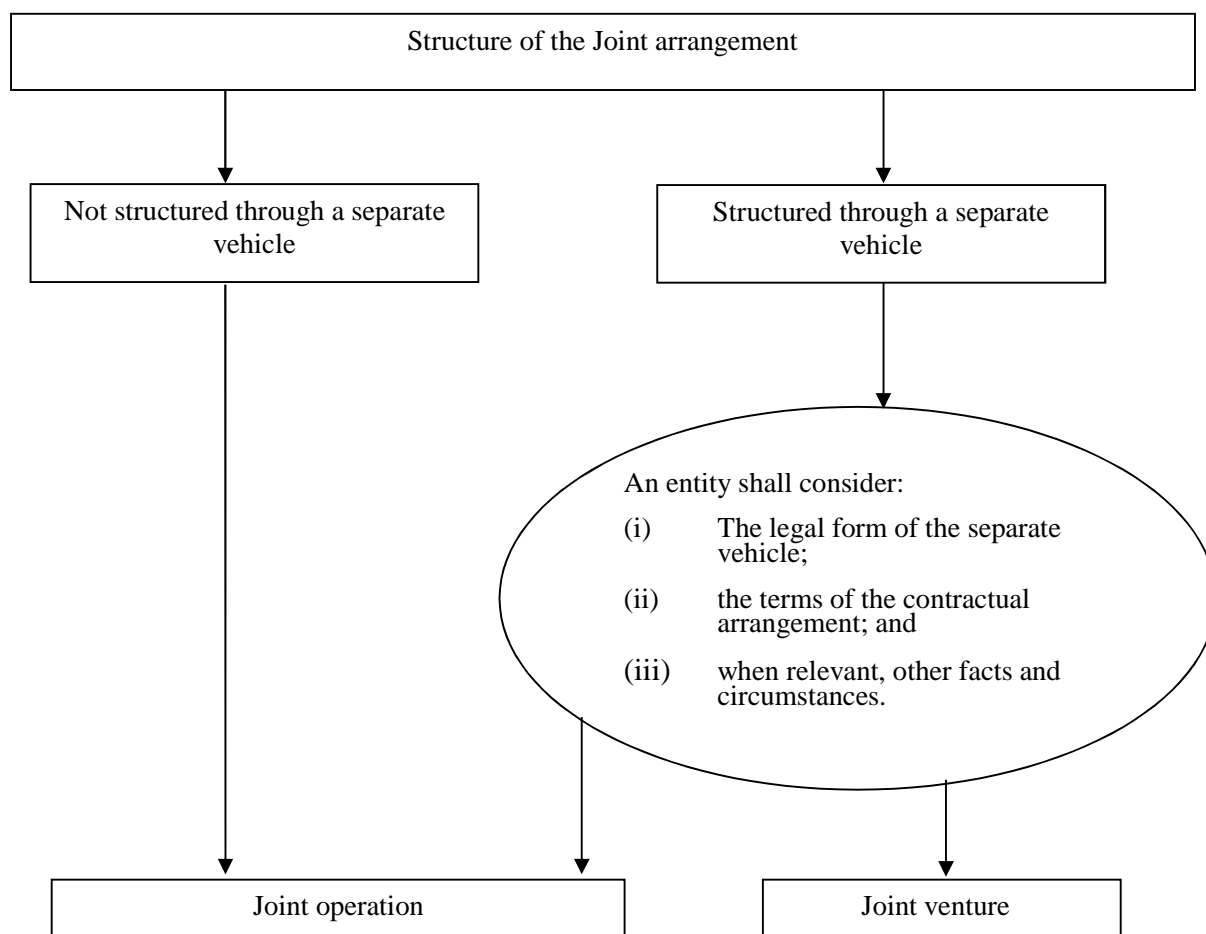 Structure of the Joint arrangement
Not structured through a separate
vehicle
Structured through a separate
vehicle
An entity shall consider:
(i) The legal form of the separate
vehicle;
(ii) the terms of the contractual
arrangement; and
(iii) when relevant, other facts and
circumstances.
Joint operation
Joint venture